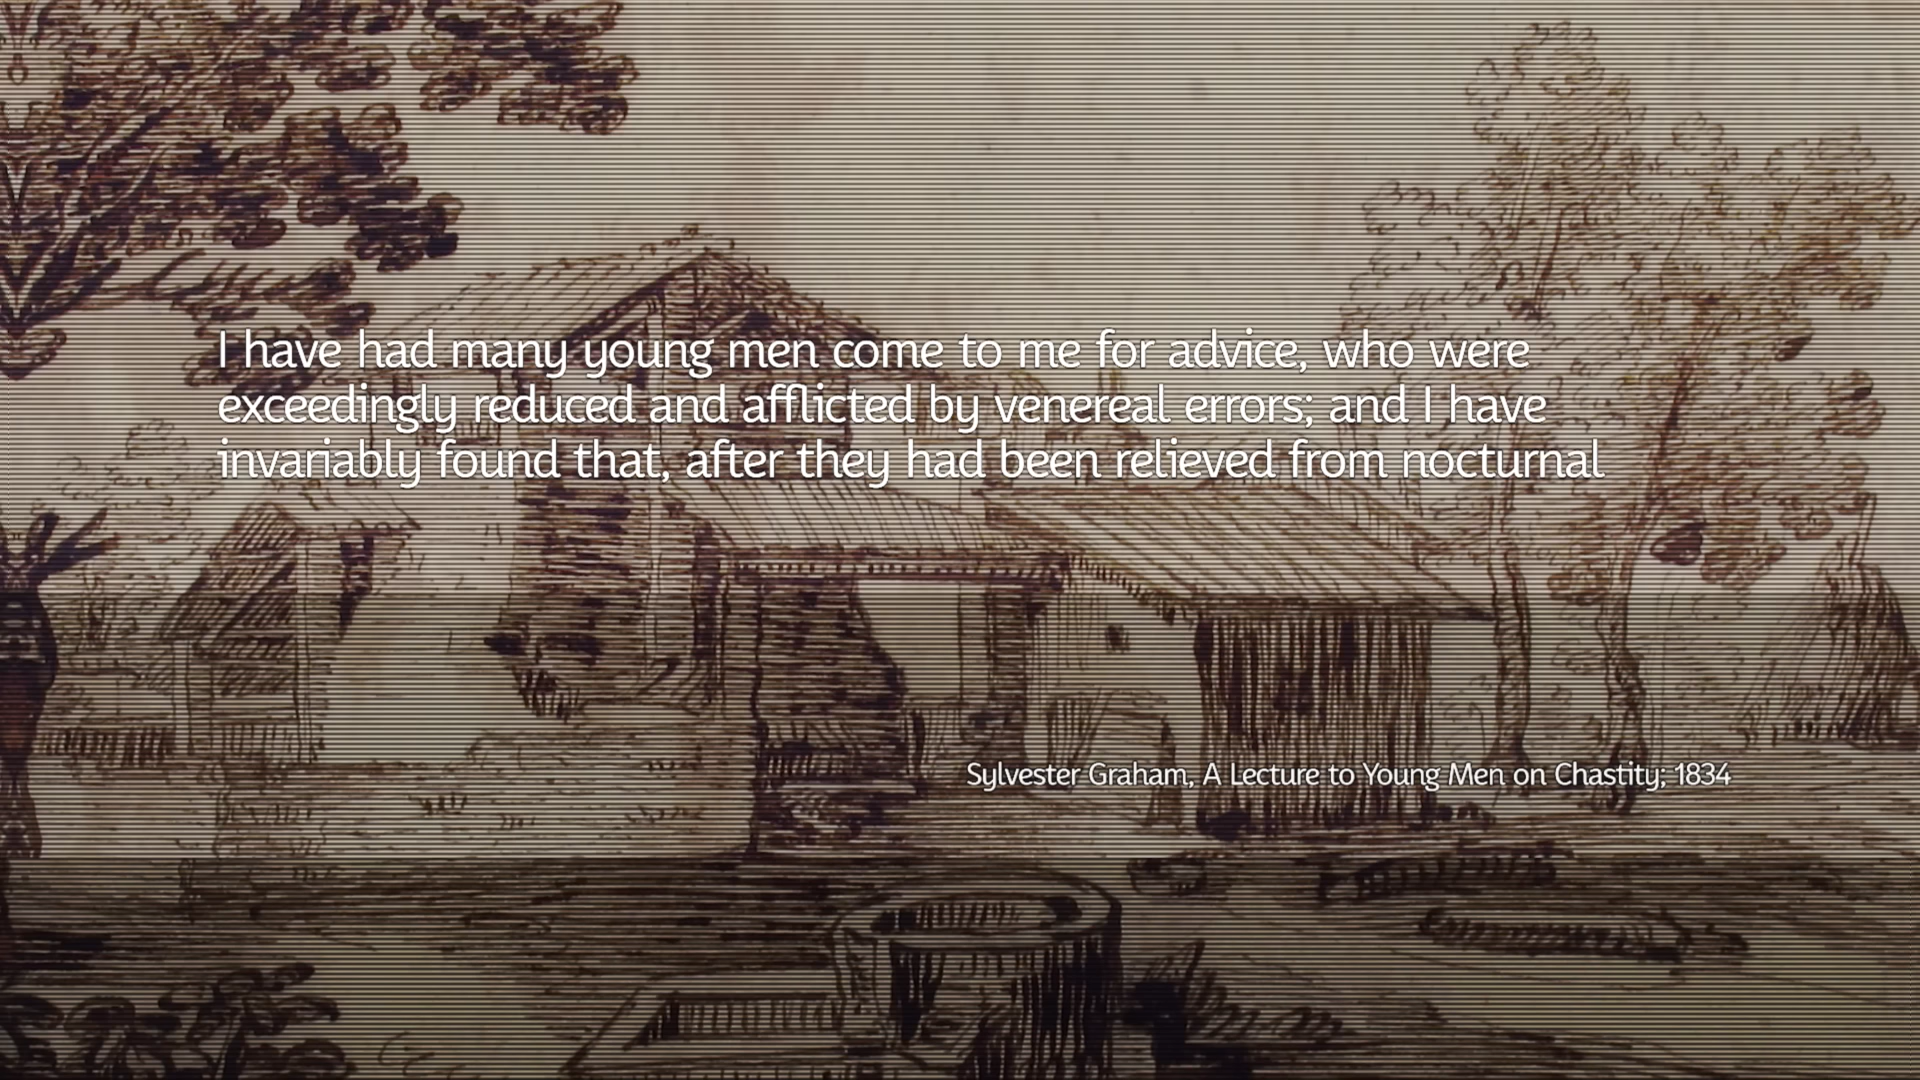 I have had many young men come to me for advice, who were
exceedingly reduced and afflicted by venereal errors; and I have
invariably found that, after they had been relieved from nocturnal
Sylvester Graham, A Lecture to Young Men on Chastity; 1834